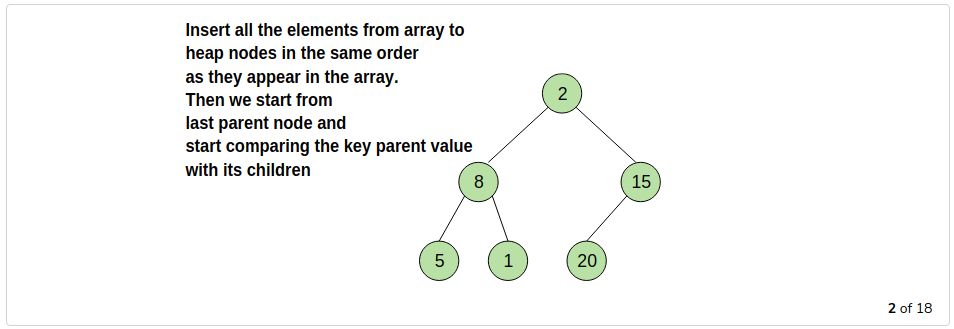 Insert all the elements from array to
heap nodes in the same order
as they appear in the array.
Then we start from
last parent node and
start comparing the key parent value
with its children
2
8
15
5
1
20
2 of 18